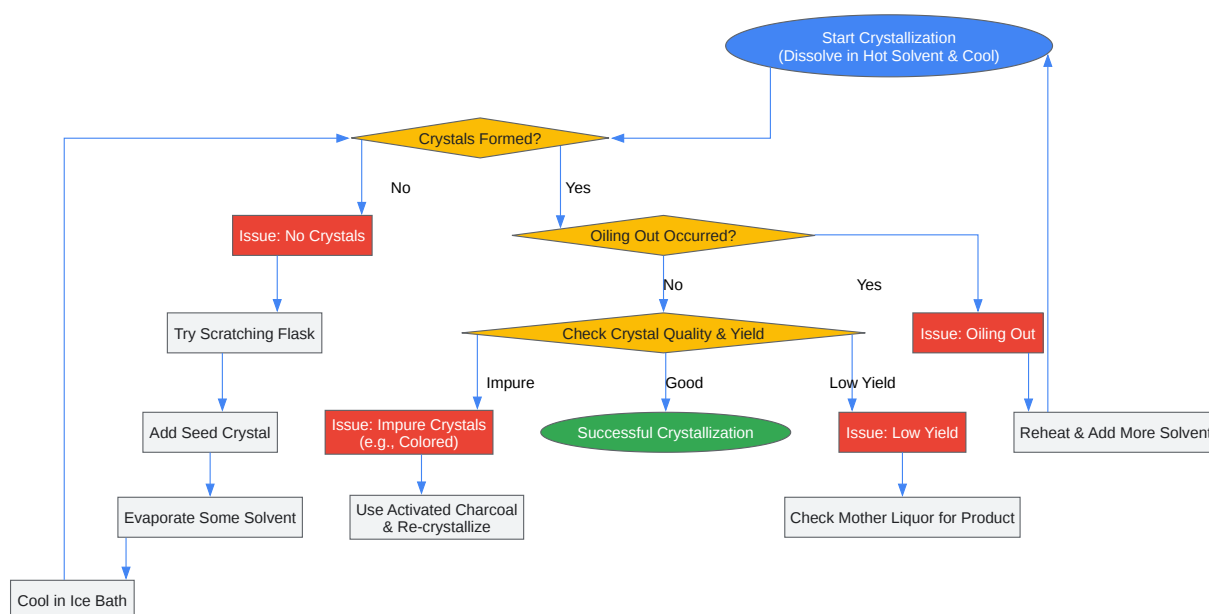 Start Crystallization
(Dissolve in Hot Solvent & Cool)
Crystals Formed?
No
Yes
Issue: No Crystals
Oiling Out Occurred?
No
Yes
Try Scratching Flask
Check Crystal Quality & Yield
Issue: Oiling Out
Impure
Good
Low Yield
Add Seed Crystal
Issue: Impure Crystals
(e.g., Colored)
Successful Crystallization
Issue: Low Yield
Reheat & Add More Solvent
Evaporate Some Solvent
Use Activated Charcoal
& Re-crystallize
Check Mother Liquor for Product
Cool in Ice Bath